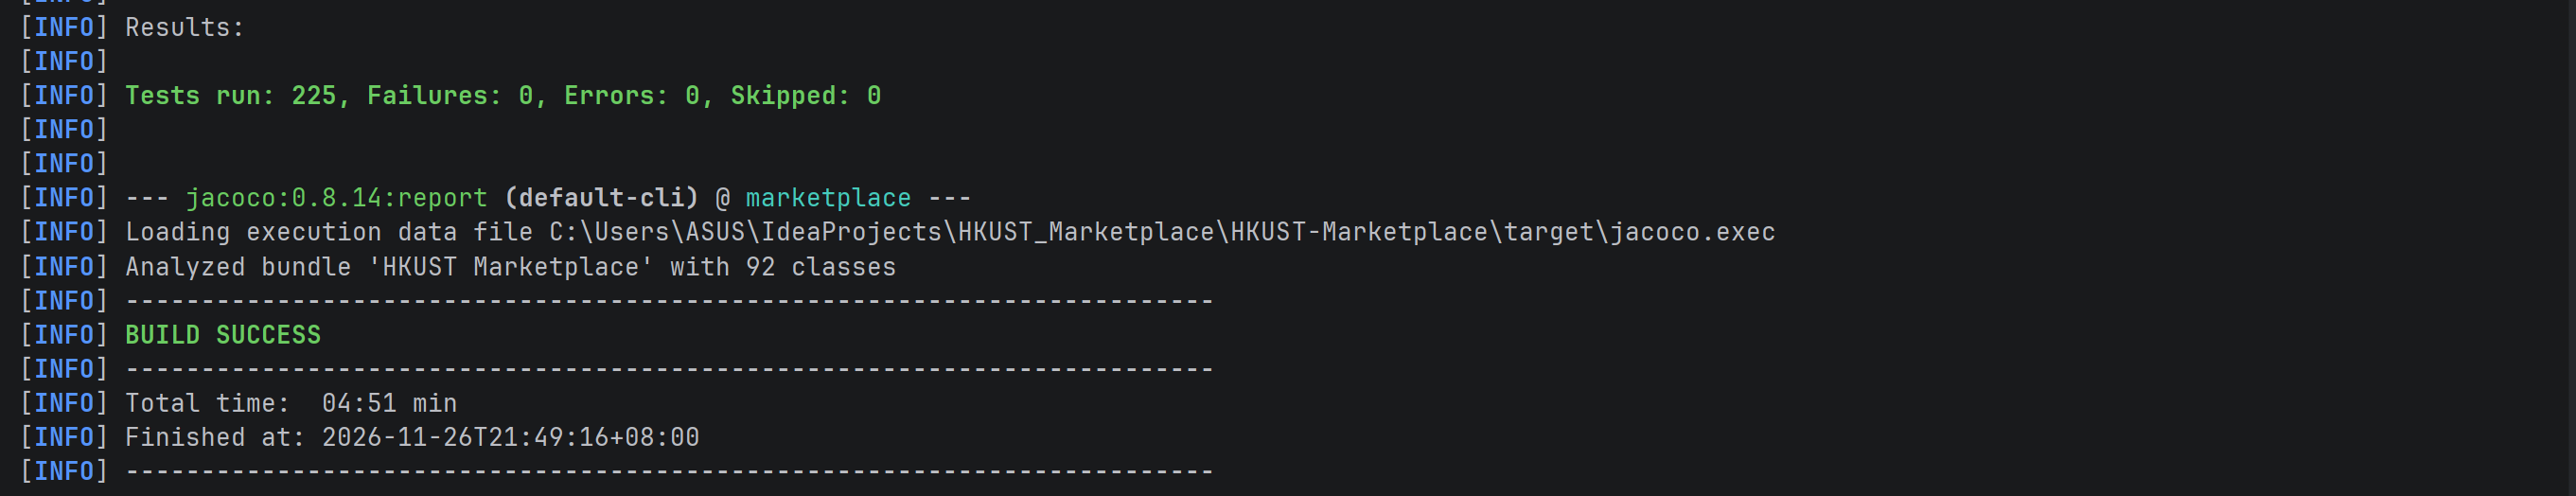 [INFO]
[INFO] Results:
[INFO]
[INFO] Tests run: 225, Failures: 0, Errors: 0, Skipped: 0
[INFO]
[INFO]
[INFO] --- jacoco:0.8.14:report (default-cli) @ marketplace ---
[INFO] Loading execution data file C:\Users\ASUS\IdeaProjects\HKUST_Marketplace\HKUST-Marketplace\target\jacoco.exec
[INFO] Analyzed bundle 'HKUST Marketplace' with 92 classes
[INFO] ------------------------------------------------------------------------
[INFO] BUILD SUCCESS
[INFO] ------------------------------------------------------------------------
[INFO] Total time:  04:51 min
[INFO] Finished at: 2026-11-26T21:49:16+08:00
[INFO] ------------------------------------------------------------------------